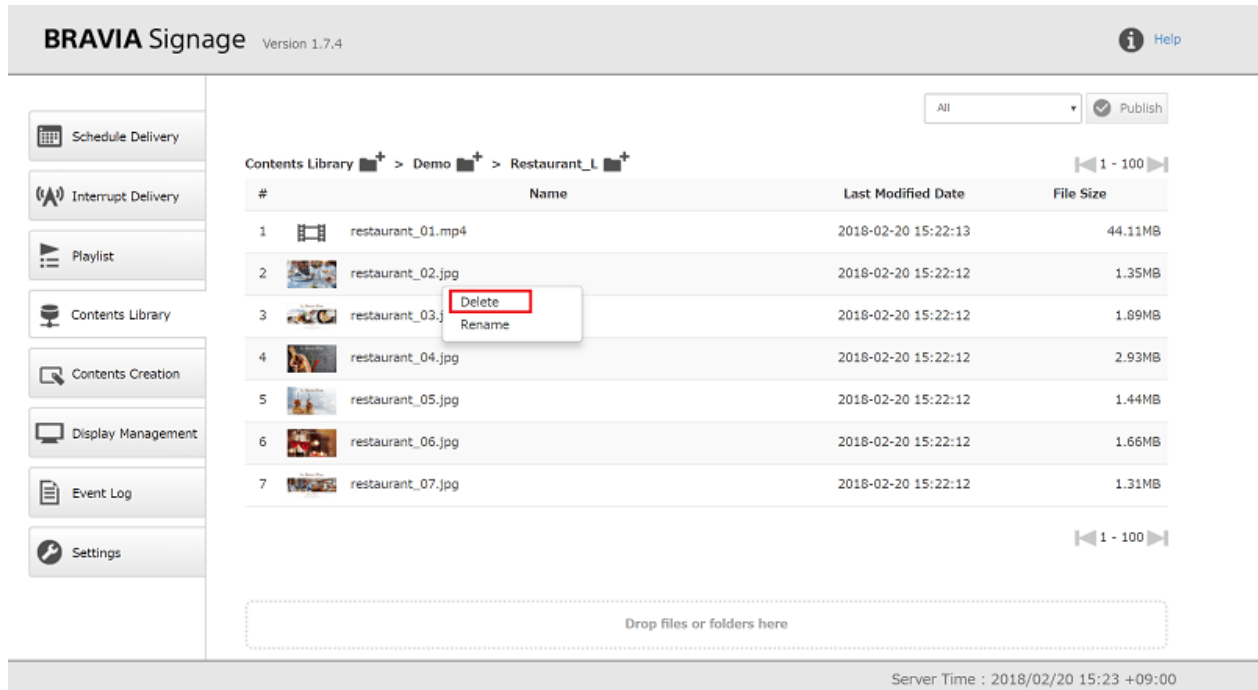 BRAVIA Signage Version 1.7.4
Help
All
Publish
Schedule Delivery
Interrupt Delivery
Playlist
Contents Library
Contents Creation
Display Management
Event Log
Settings
Contents Library > Demo > Restaurant_L
1 - 100
# Name Last Modified Date File Size
1 restaurant_01.mp4 2018-02-20 15:22:13 44.11MB
2 restaurant_02.jpg 2018-02-20 15:22:12 1.35MB
Delete
Rename
3 restaurant_03.j 2018-02-20 15:22:12 1.89MB
4 restaurant_04.jpg 2018-02-20 15:22:12 2.93MB
5 restaurant_05.jpg 2018-02-20 15:22:12 1.44MB
6 restaurant_06.jpg 2018-02-20 15:22:12 1.66MB
7 restaurant_07.jpg 2018-02-20 15:22:12 1.31MB
1 - 100
Drop files or folders here
Server Time : 2018/02/20 15:23 +09:00